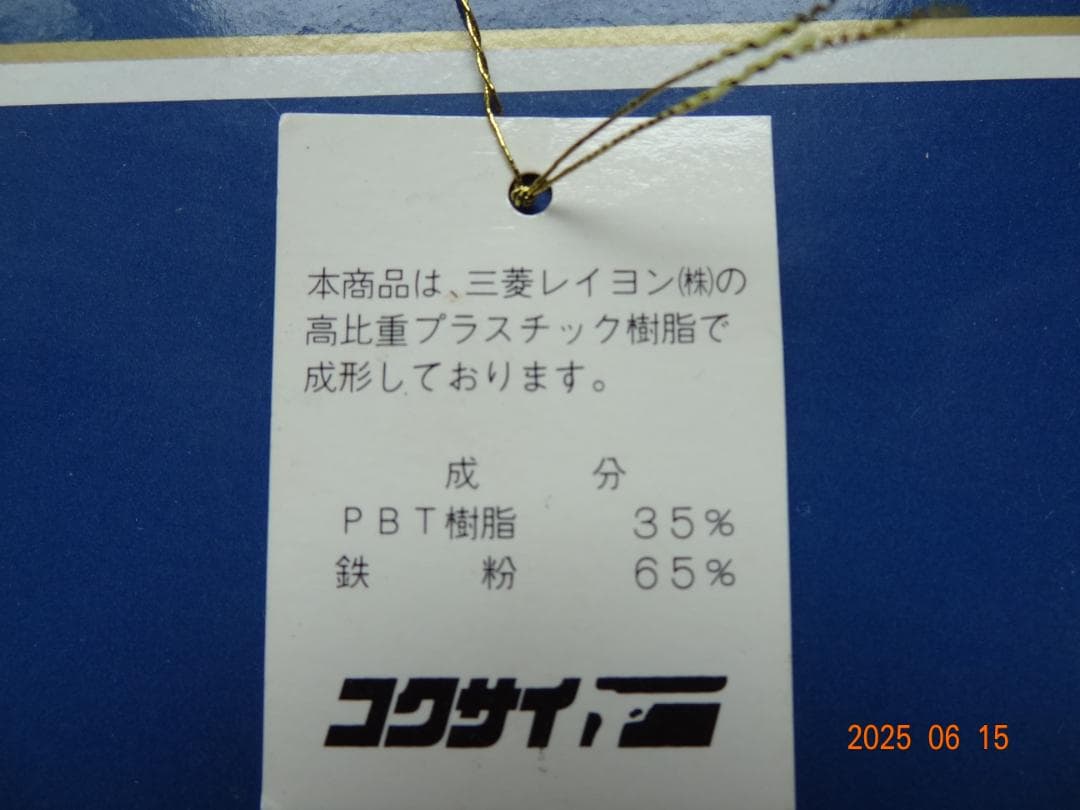 本商品は、三菱レイヨン㈱の
高比重プラスチック樹脂で
成形しております。
成　　　分
ＰＢＴ樹脂　　　３５％
鉄　　　粉　　　６５％
コクサイ
2025 06 15